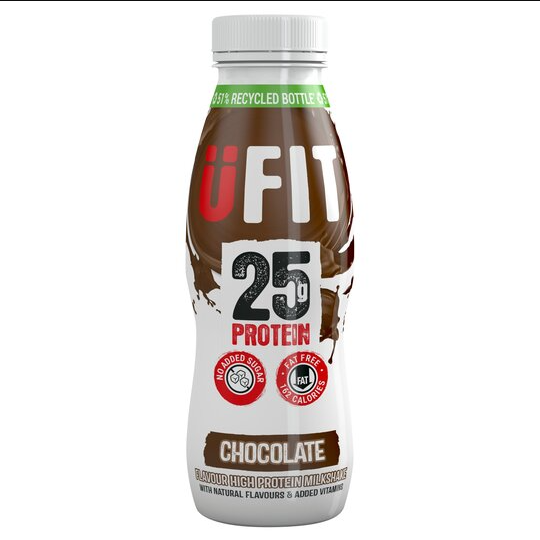 51% RECYCLED BOTTLE
ÜFIT
25g
PROTEIN
NO ADDED SUGAR
FAT FREE
FAT
162 CALORIES
CHOCOLATE
FLAVOUR HIGH PROTEIN MILKSHAKE
WITH NATURAL FLAVOURS & ADDED VITAMINS